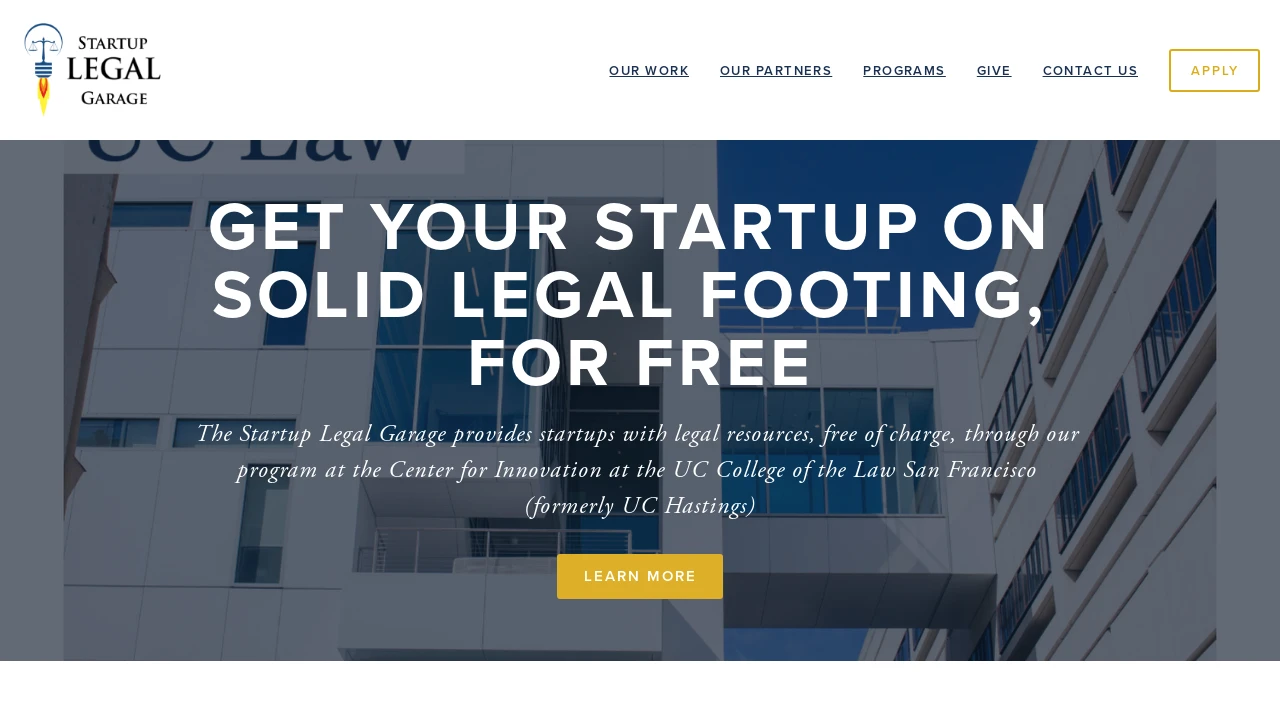 STARTUP
LEGAL
GARAGE
OUR WORK
OUR PARTNERS
PROGRAMS
GIVE
CONTACT US
APPLY
UC Law
GET YOUR STARTUP ON
SOLID LEGAL FOOTING,
FOR FREE
The Startup Legal Garage provides startups with legal resources, free of charge, through our
program at the Center for Innovation at the UC College of the Law San Francisco
(formerly UC Hastings)
LEARN MORE